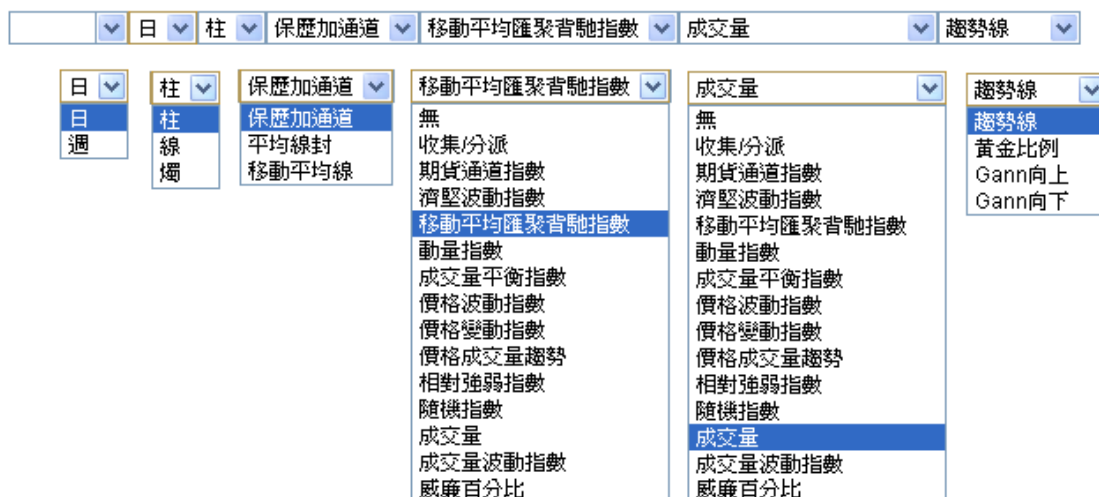 日 柱 保歷加通道 移動平均匯聚背馳指數 成交量 趨勢線
日
日
週
柱
柱
線
燭
保歷加通道
保歷加通道
平均線封
移動平均線
移動平均匯聚背馳指數
無
收集/分派
期貨通道指數
濟堅波動指數
移動平均匯聚背馳指數
動量指數
成交量平衡指數
價格波動指數
價格變動指數
價格成交量趨勢
相對強弱指數
隨機指數
成交量
成交量波動指數
威廉百分比
成交量
無
收集/分派
期貨通道指數
濟堅波動指數
移動平均匯聚背馳指數
動量指數
成交量平衡指數
價格波動指數
價格變動指數
價格成交量趨勢
相對強弱指數
隨機指數
成交量
成交量波動指數
威廉百分比
趨勢線
趨勢線
黃金比例
Gann向上
Gann向下